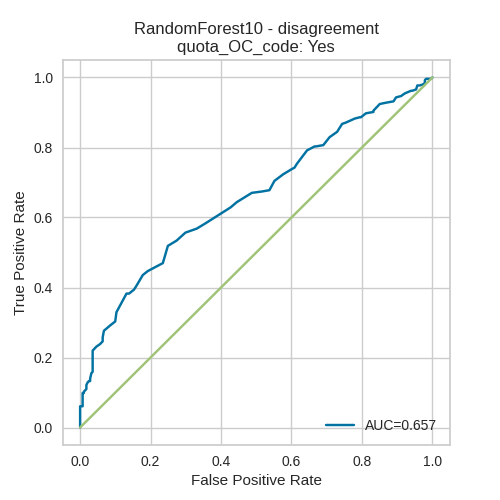 RandomForest10 - disagreement
quota_OC_code: Yes
True Positive Rate
1.0
0.8
0.6
0.4
0.2
0.0
AUC=0.657
0.0 0.2 0.4 0.6 0.8 1.0
False Positive Rate